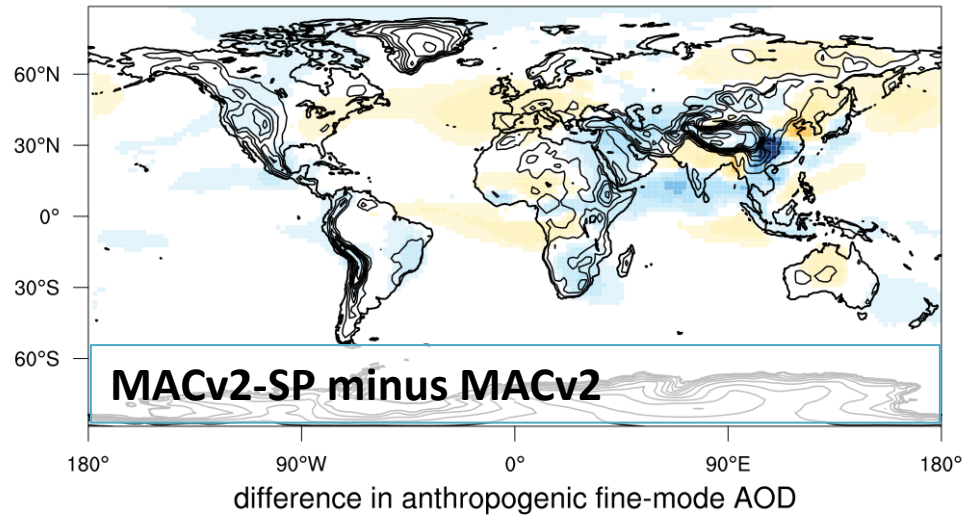 60°N
30°N
0°
30°S
60°S
MACv2-SP minus MACv2
180°
90°W
0°
90°E
180°
difference in anthropogenic fine-mode AOD